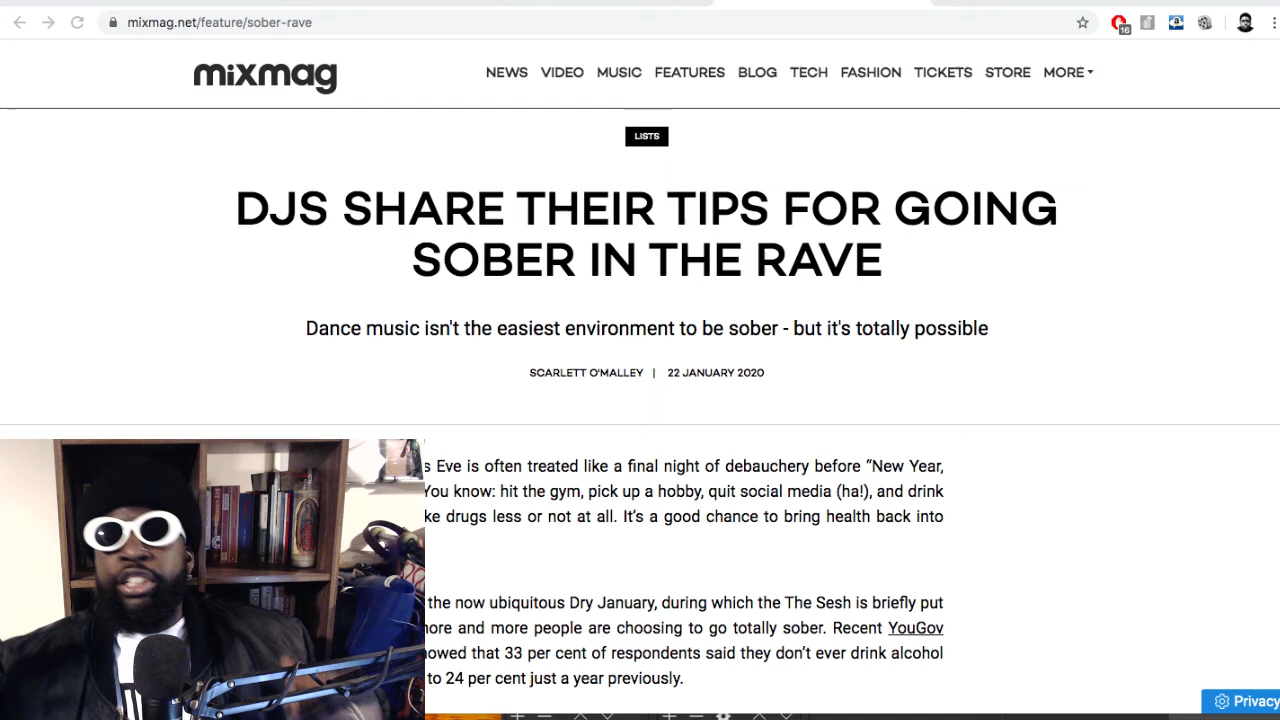 mixmag.net/feature/sober-rave
16
mixmag
NEWS VIDEO MUSIC FEATURES BLOG TECH FASHION TICKETS STORE MORE
LISTS
DJS SHARE THEIR TIPS FOR GOING
SOBER IN THE RAVE
Dance music isn't the easiest environment to be sober - but it's totally possible
SCARLETT O'MALLEY | 22 JANUARY 2020
s Eve is often treated like a final night of debauchery before “New Year,
You know: hit the gym, pick up a hobby, quit social media (ha!), and drink
ke drugs less or not at all. It’s a good chance to bring health back into
the now ubiquitous Dry January, during which the The Sesh is briefly put
more and more people are choosing to go totally sober. Recent YouGov
howed that 33 per cent of respondents said they don’t ever drink alcohol
to 24 per cent just a year previously.
Privacy